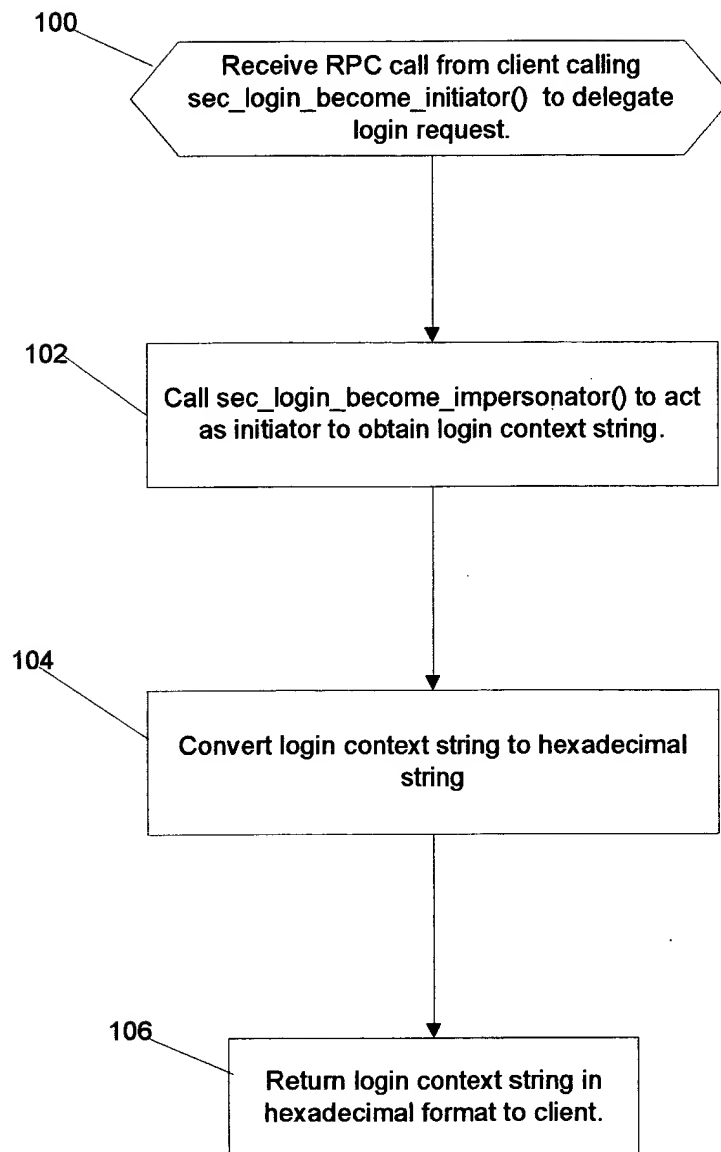 100
Receive RPC call from client calling
sec_login_become_initiator() to delegate
login request.
102
Call sec_login_become_impersonator() to act
as initiator to obtain login context string.
104
Convert login context string to hexadecimal
string
106
Return login context string in
hexadecimal format to client.